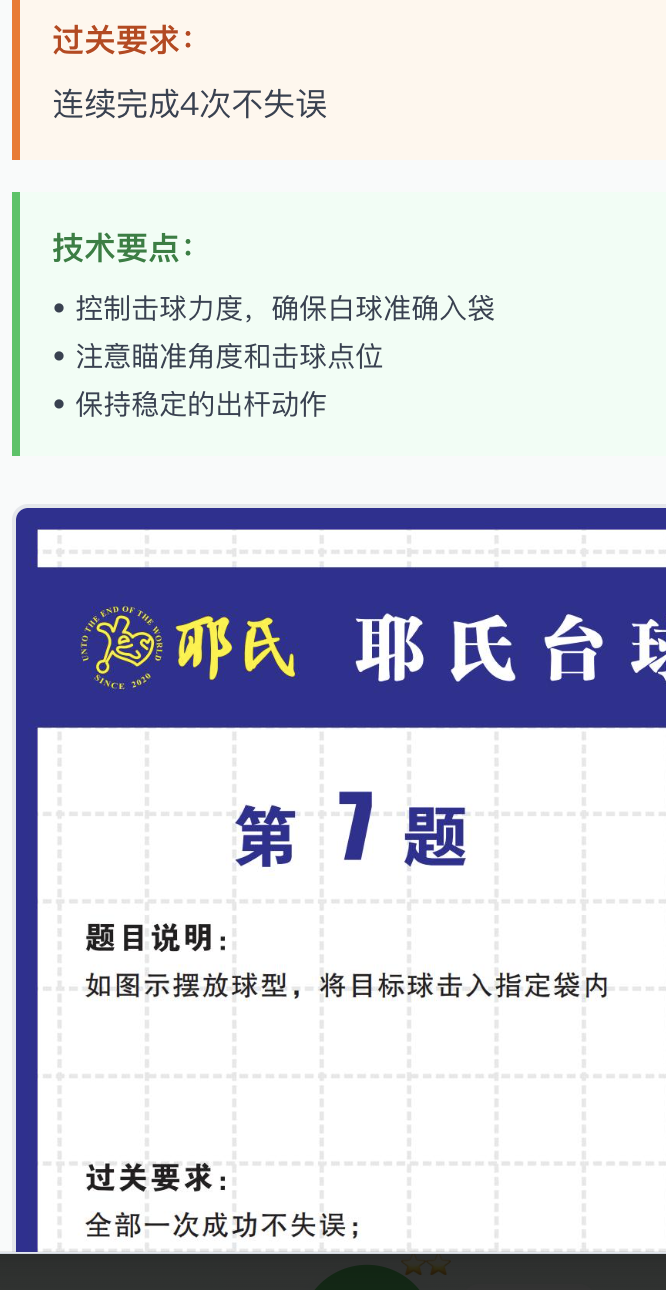 过关要求：
连续完成4次不失误
技术要点：
• 控制击球力度，确保白球准确入袋
• 注意瞄准角度和击球点位
• 保持稳定的出杆动作
UNTO THE END OF THE WORLD
SINCE 2020
耶氏 耶氏台球
第7题
题目说明：
如图示摆放球型，将目标球击入指定袋内
过关要求：
全部一次成功不失误；